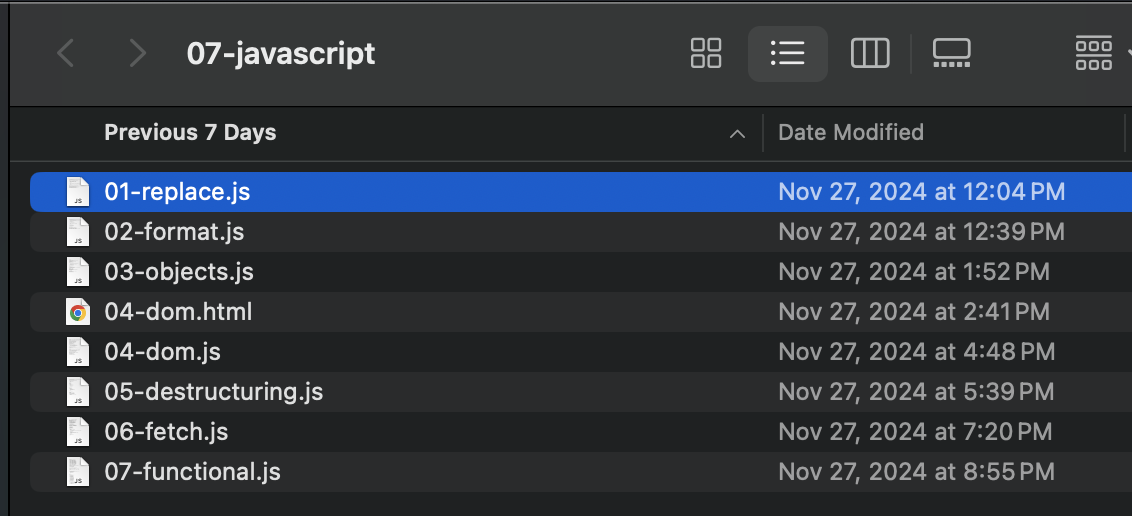 07-javascript
Previous 7 Days Date Modified
01-replace.js Nov 27, 2024 at 12:04 PM
02-format.js Nov 27, 2024 at 12:39 PM
03-objects.js Nov 27, 2024 at 1:52 PM
04-dom.html Nov 27, 2024 at 2:41 PM
04-dom.js Nov 27, 2024 at 4:48 PM
05-destructuring.js Nov 27, 2024 at 5:39 PM
06-fetch.js Nov 27, 2024 at 7:20 PM
07-functional.js Nov 27, 2024 at 8:55 PM